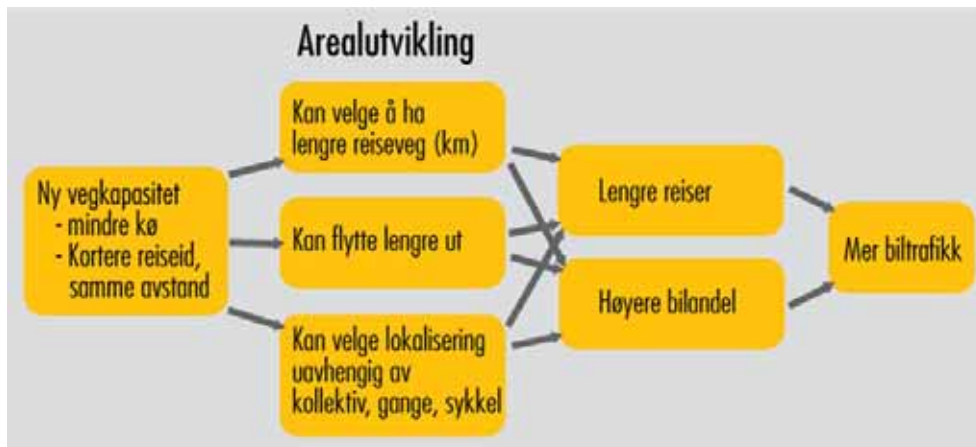 Arealutvikling
Ny vegkapasitet
- mindre kø
- Kortere reiseid,
samme avstand
Kan velge å ha
lengre reiseveg (km)
Kan flytte lengre ut
Kan velge lokalisering
uavhengig av
kollektiv, gange, sykkel
Lengre reiser
Høyere bilandel
Mer biltrafikk